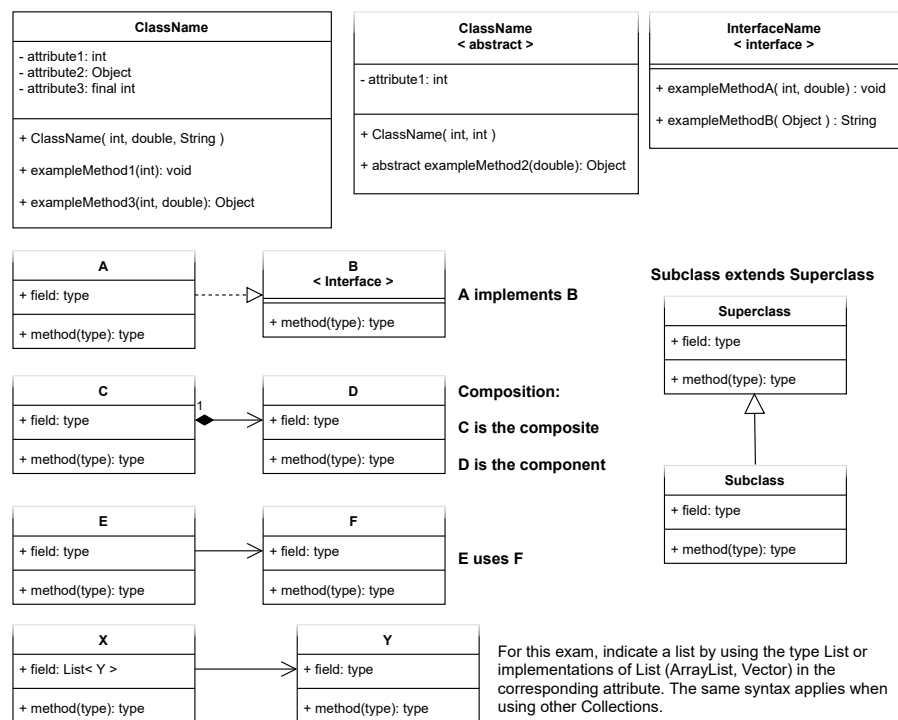 ClassName
- attribute1: int
- attribute2: Object
- attribute3: final int
+ ClassName( int, double, String )
+ exampleMethod1(int): void
+ exampleMethod3(int, double): Object
ClassName
< abstract >
- attribute1: int
+ ClassName( int, int )
+ abstract exampleMethod2(double): Object
InterfaceName
< interface >
+ exampleMethodA( int, double) : void
+ exampleMethodB( Object ) : String
A
+ field: type
+ method(type): type
B
< Interface >
+ method(type): type
A implements B
Subclass extends Superclass
Superclass
+ field: type
+ method(type): type
Subclass
+ field: type
+ method(type): type
C
+ field: type
+ method(type): type
1
D
+ field: type
+ method(type): type
Composition:
C is the composite
D is the component
E
+ field: type
+ method(type): type
F
+ field: type
+ method(type): type
E uses F
X
+ field: List< Y >
+ method(type): type
Y
+ field: type
+ method(type): type
For this exam, indicate a list by using the type List or
implementations of List (ArrayList, Vector) in the
corresponding attribute. The same syntax applies when
using other Collections.